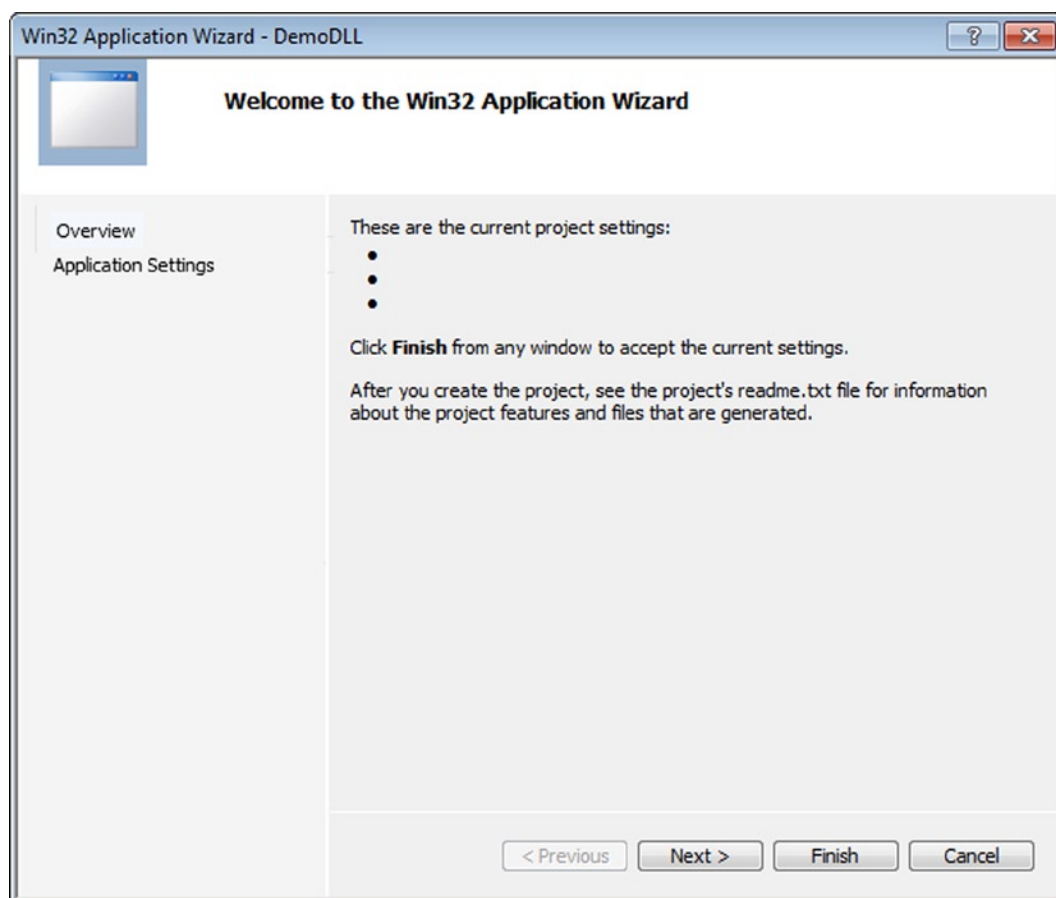 Win32 Application Wizard - DemoDLL
?
Welcome to the Win32 Application Wizard
Overview
Application Settings
These are the current project settings:
•
•
•
Click Finish from any window to accept the current settings.
After you create the project, see the project's readme.txt file for information
about the project features and files that are generated.
< Previous
Next >
Finish
Cancel